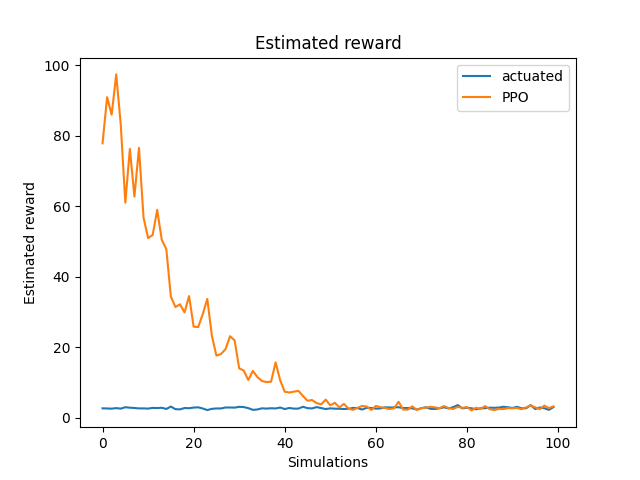 Estimated reward
actuated
PPO
100
80
60
40
20
0
Estimated reward
0 20 40 60 80 100
Simulations